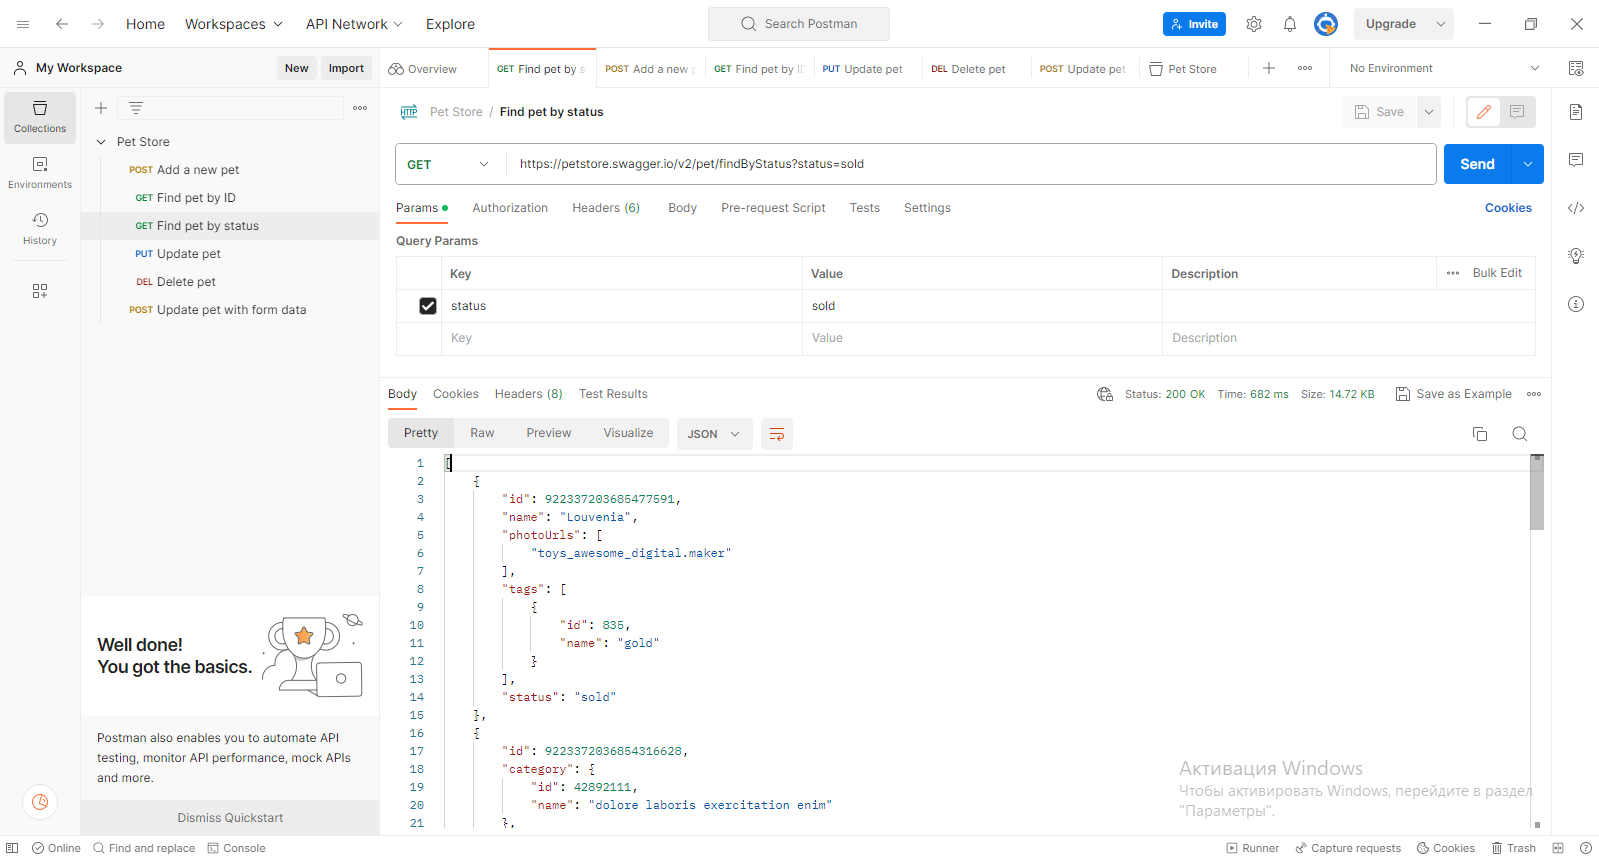 Home Workspaces API Network Explore Search Postman Invite Upgrade
My Workspace New Import
Overview GET Find pet by s POST Add a new p GET Find pet by ID PUT Update pet DEL Delete pet POST Update pet Pet Store No Environment
Collections
Environments
History
Pet Store
POST Add a new pet
GET Find pet by ID
GET Find pet by status
PUT Update pet
DEL Delete pet
POST Update pet with form data
Well done!
You got the basics.
Postman also enables you to automate API
testing, monitor API performance, mock APIs
and more.
Dismiss Quickstart
HTTP Pet Store / Find pet by status Save
GET https://petstore.swagger.io/v2/pet/findByStatus?status=sold Send
Params Authorization Headers (6) Body Pre-request Script Tests Settings Cookies
Query Params
Key Value Description Bulk Edit
status sold
Key Value Description
Body Cookies Headers (8) Test Results Status: 200 OK Time: 682 ms Size: 14.72 KB Save as Example
Pretty Raw Preview Visualize JSON
1 [
2 {
3 "id": 922337203685477591,
4 "name": "Louvenia",
5 "photoUrls": [
6 "toys_awesome_digital.maker"
7 ],
8 "tags": [
9 {
10 "id": 835,
11 "name": "gold"
12 }
13 ],
14 "status": "sold"
15 },
16 {
17 "id": 9223372036854316628,
18 "category": {
19 "id": 42892111,
20 "name": "dolore laboris exercitation enim"
21 },
Активация Windows
Чтобы активировать Windows, перейдите в раздел
"Параметры".
Online Find and replace Console Runner Capture requests Cookies Trash